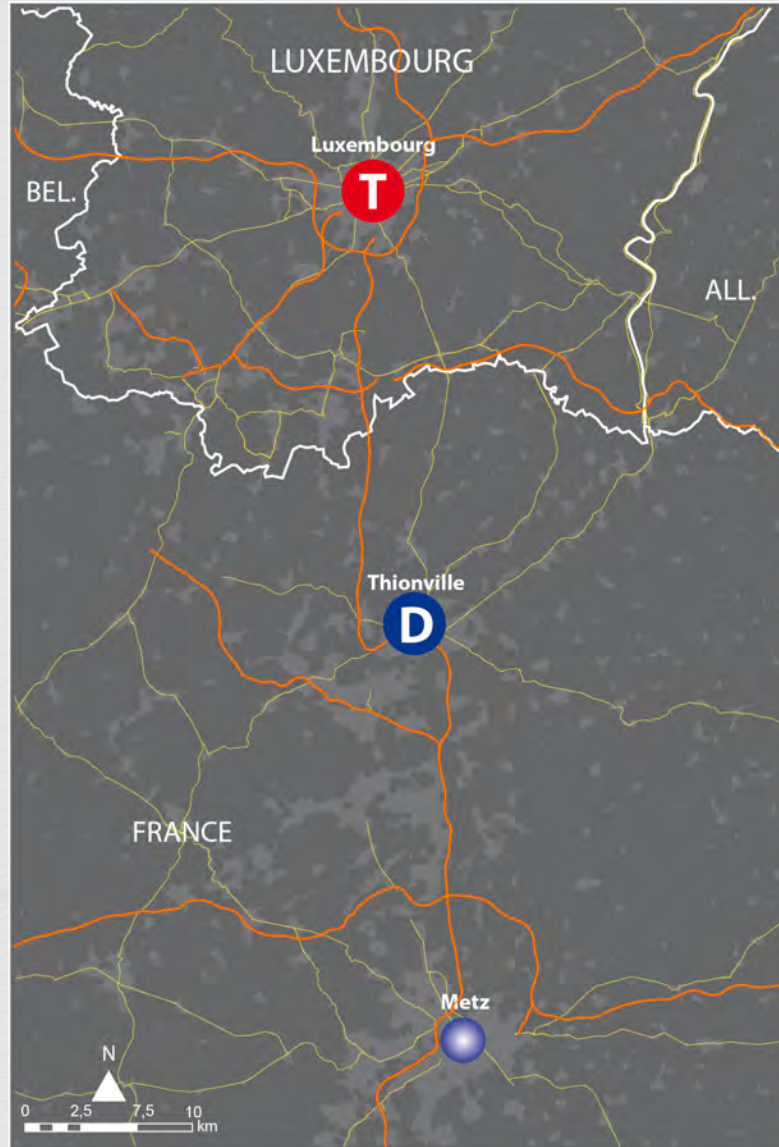 LUXEMBOURG
Luxembourg
T
BEL.
ALL.
Thionville
D
FRANCE
Metz
N
0 2,5 7,5 10
km